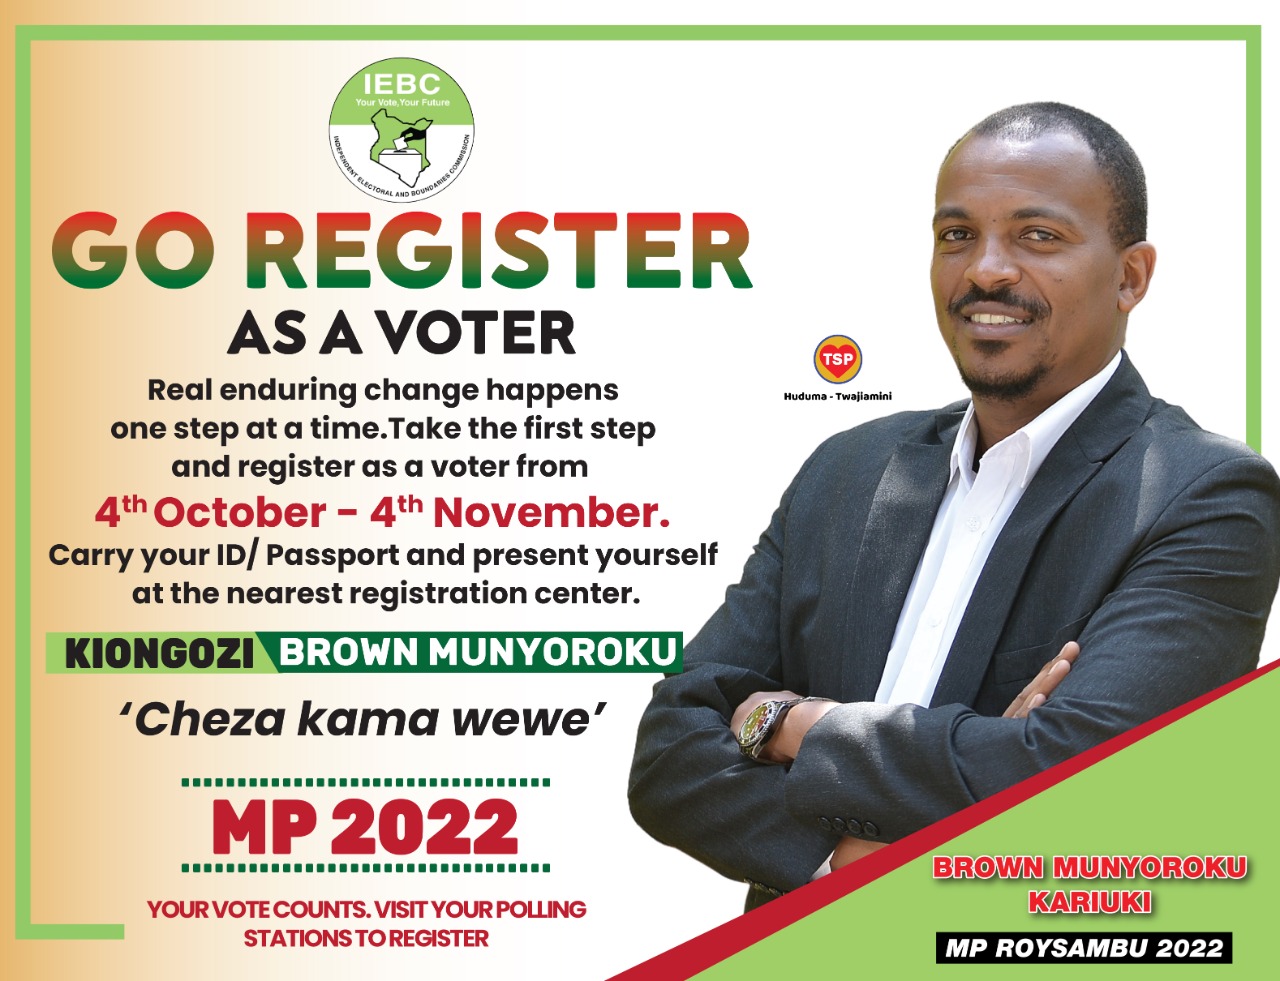 IEBC
Your Vote,Your Future
INDEPENDENT ELECTORAL AND BOUNDARIES COMMISSION
GO REGISTER
AS A VOTER
Real enduring change happens
one step at a time.Take the first step
and register as a voter from
4th October - 4th November.
Carry your ID/ Passport and present yourself
at the nearest registration center.
KIONGOZI BROWN MUNYOROKU
‘Cheza kama wewe’
MP 2022
YOUR VOTE COUNTS. VISIT YOUR POLLING
STATIONS TO REGISTER
TSP
Huduma - Twajiamini
BROWN MUNYOROKU
KARIUKI
MP ROYSAMBU 2022